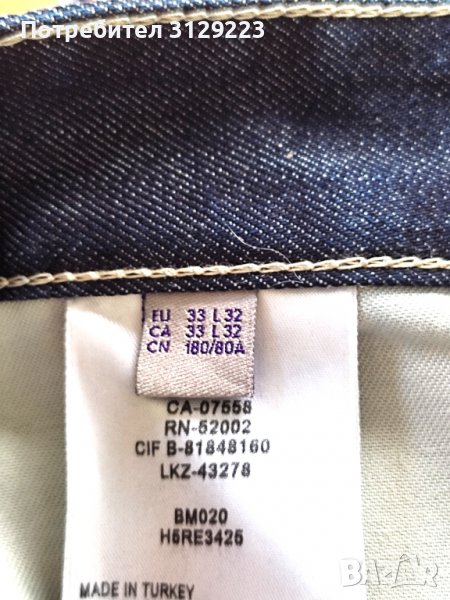 Потребител 3129223
EU 33 L 32
CA 33 L 32
CN 180/80A
CA-07558
RN-52002
CIF B-81848160
LKZ-43278
BM020
H5RE3425
MADE IN TURKEY
BAZAR